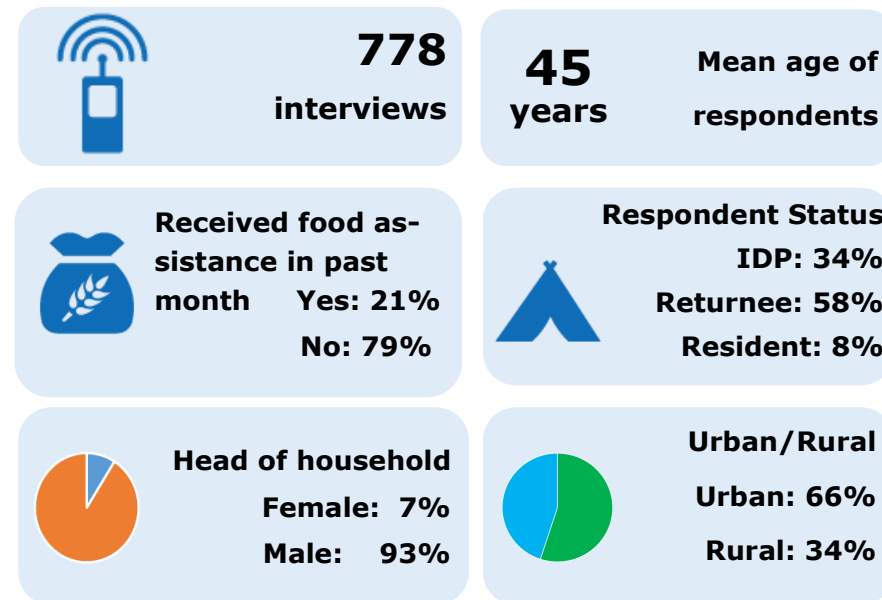 778
interviews
45
years
Mean age of
respondents
Received food as-
sistance in past
month Yes: 21%
No: 79%
Respondent Status
IDP: 34%
Returnee: 58%
Resident: 8%
Head of household
Female: 7%
Male: 93%
Urban/Rural
Urban: 66%
Rural: 34%